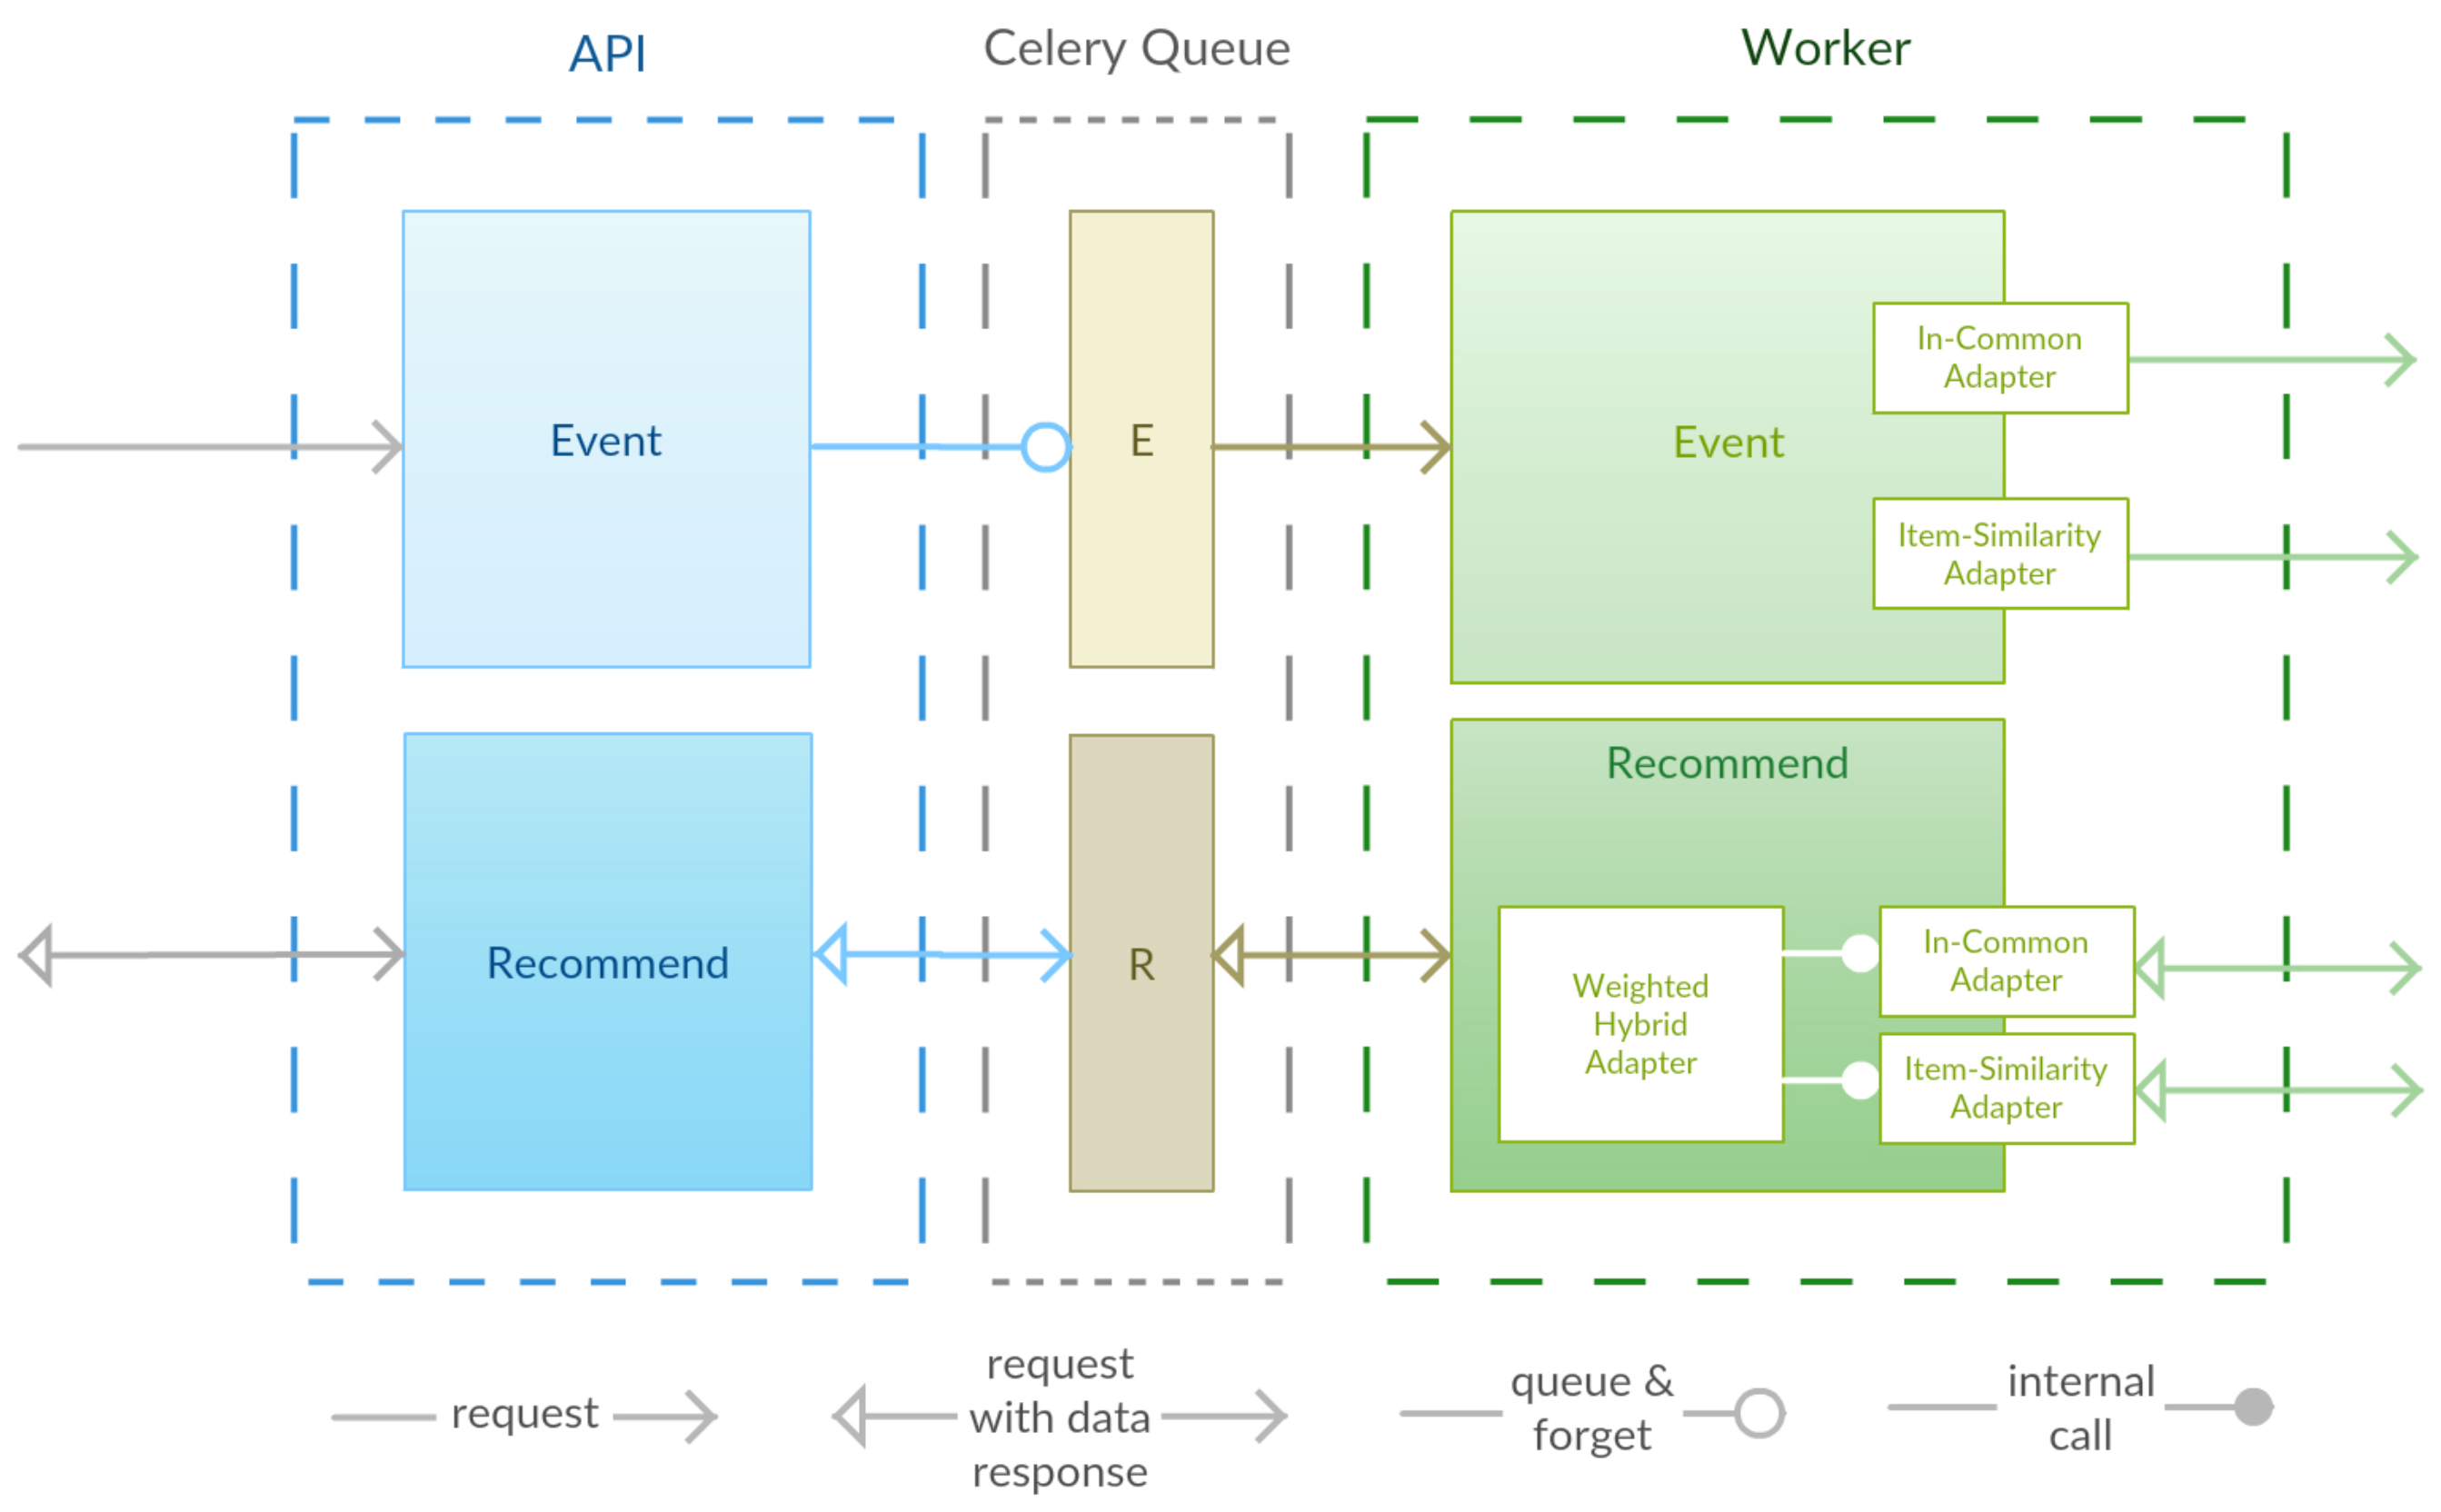 API
Celery Queue
Worker
Event
E
Event
In-Common
Adapter
Item-Similarity
Adapter
Recommend
R
Recommend
Weighted
Hybrid
Adapter
In-Common
Adapter
Item-Similarity
Adapter
request
request
with data
response
queue &
forget
internal
call